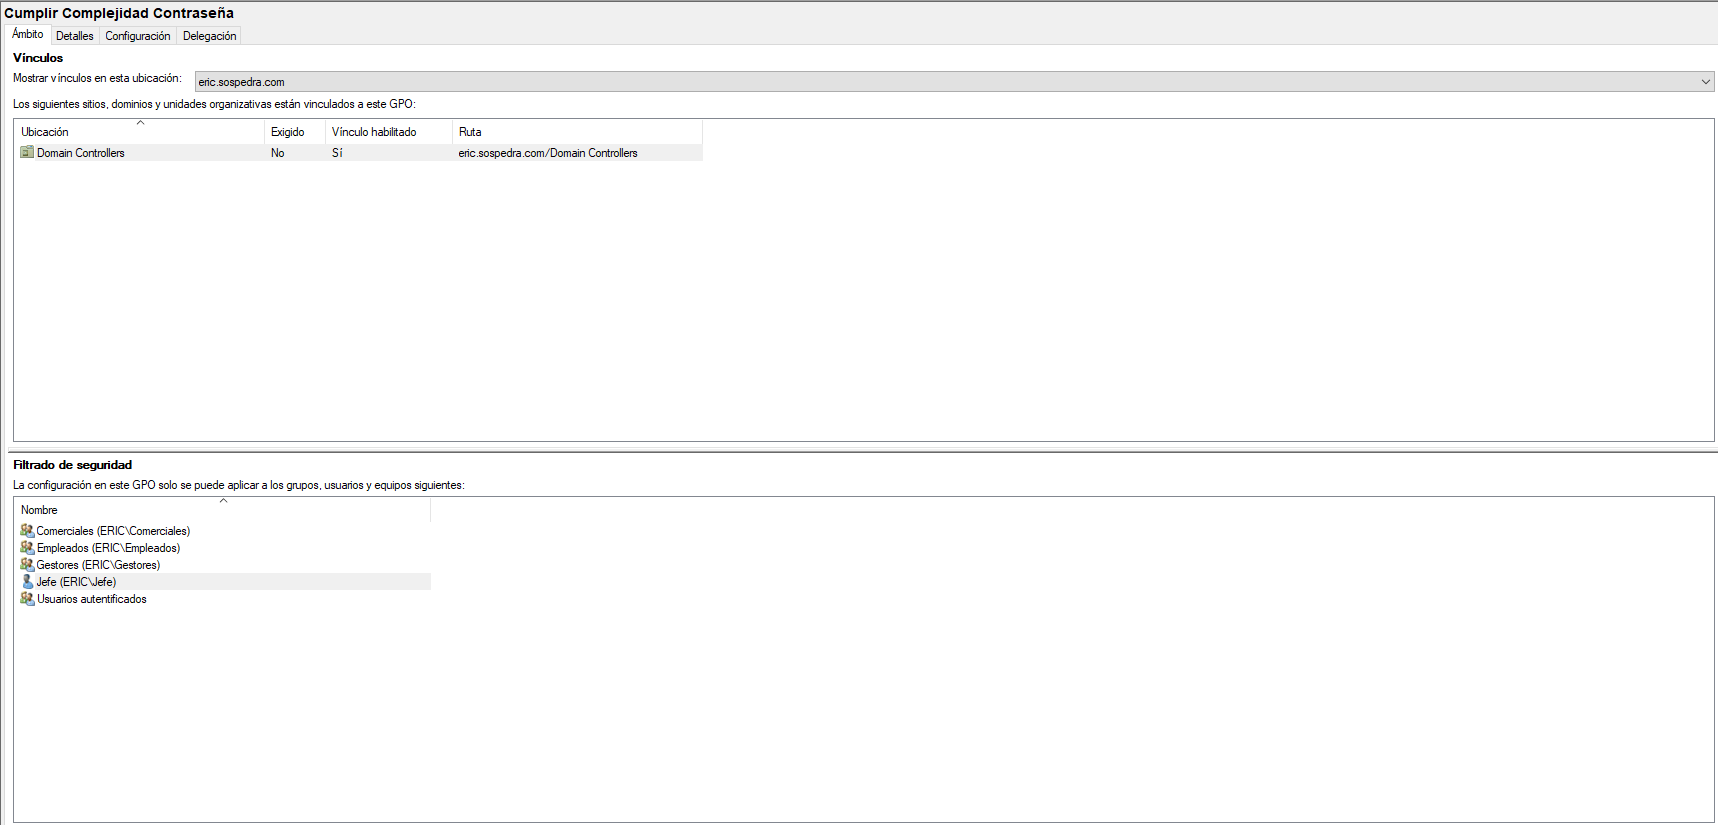 Cumplir Complejidad Contraseña
Ámbito Detalles Configuración Delegación
Vínculos
Mostrar vínculos en esta ubicación: eric.sospedra.com
Los siguientes sitios, dominios y unidades organizativas están vinculados a este GPO:
Ubicación Exigido Vínculo habilitado Ruta
Domain Controllers No Sí eric.sospedra.com/Domain Controllers
Filtrado de seguridad
La configuración en este GPO solo se puede aplicar a los grupos, usuarios y equipos siguientes:
Nombre
Comerciales (ERIC\Comerciales)
Empleados (ERIC\Empleados)
Gestores (ERIC\Gestores)
Jefe (ERIC\Jefe)
Usuarios autentificados